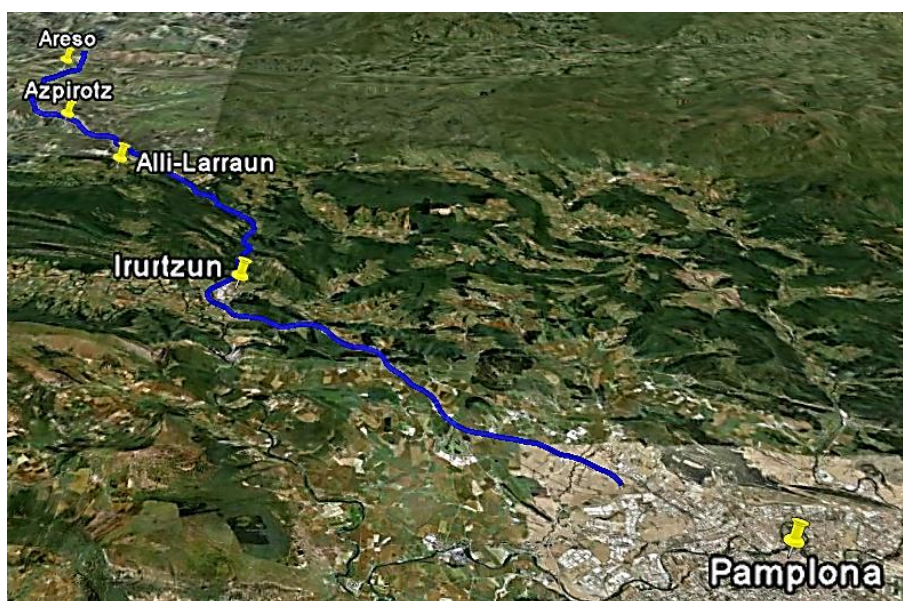 Areso
Azpirotz
Alli-Larraun
Irurtzun
Pamplona